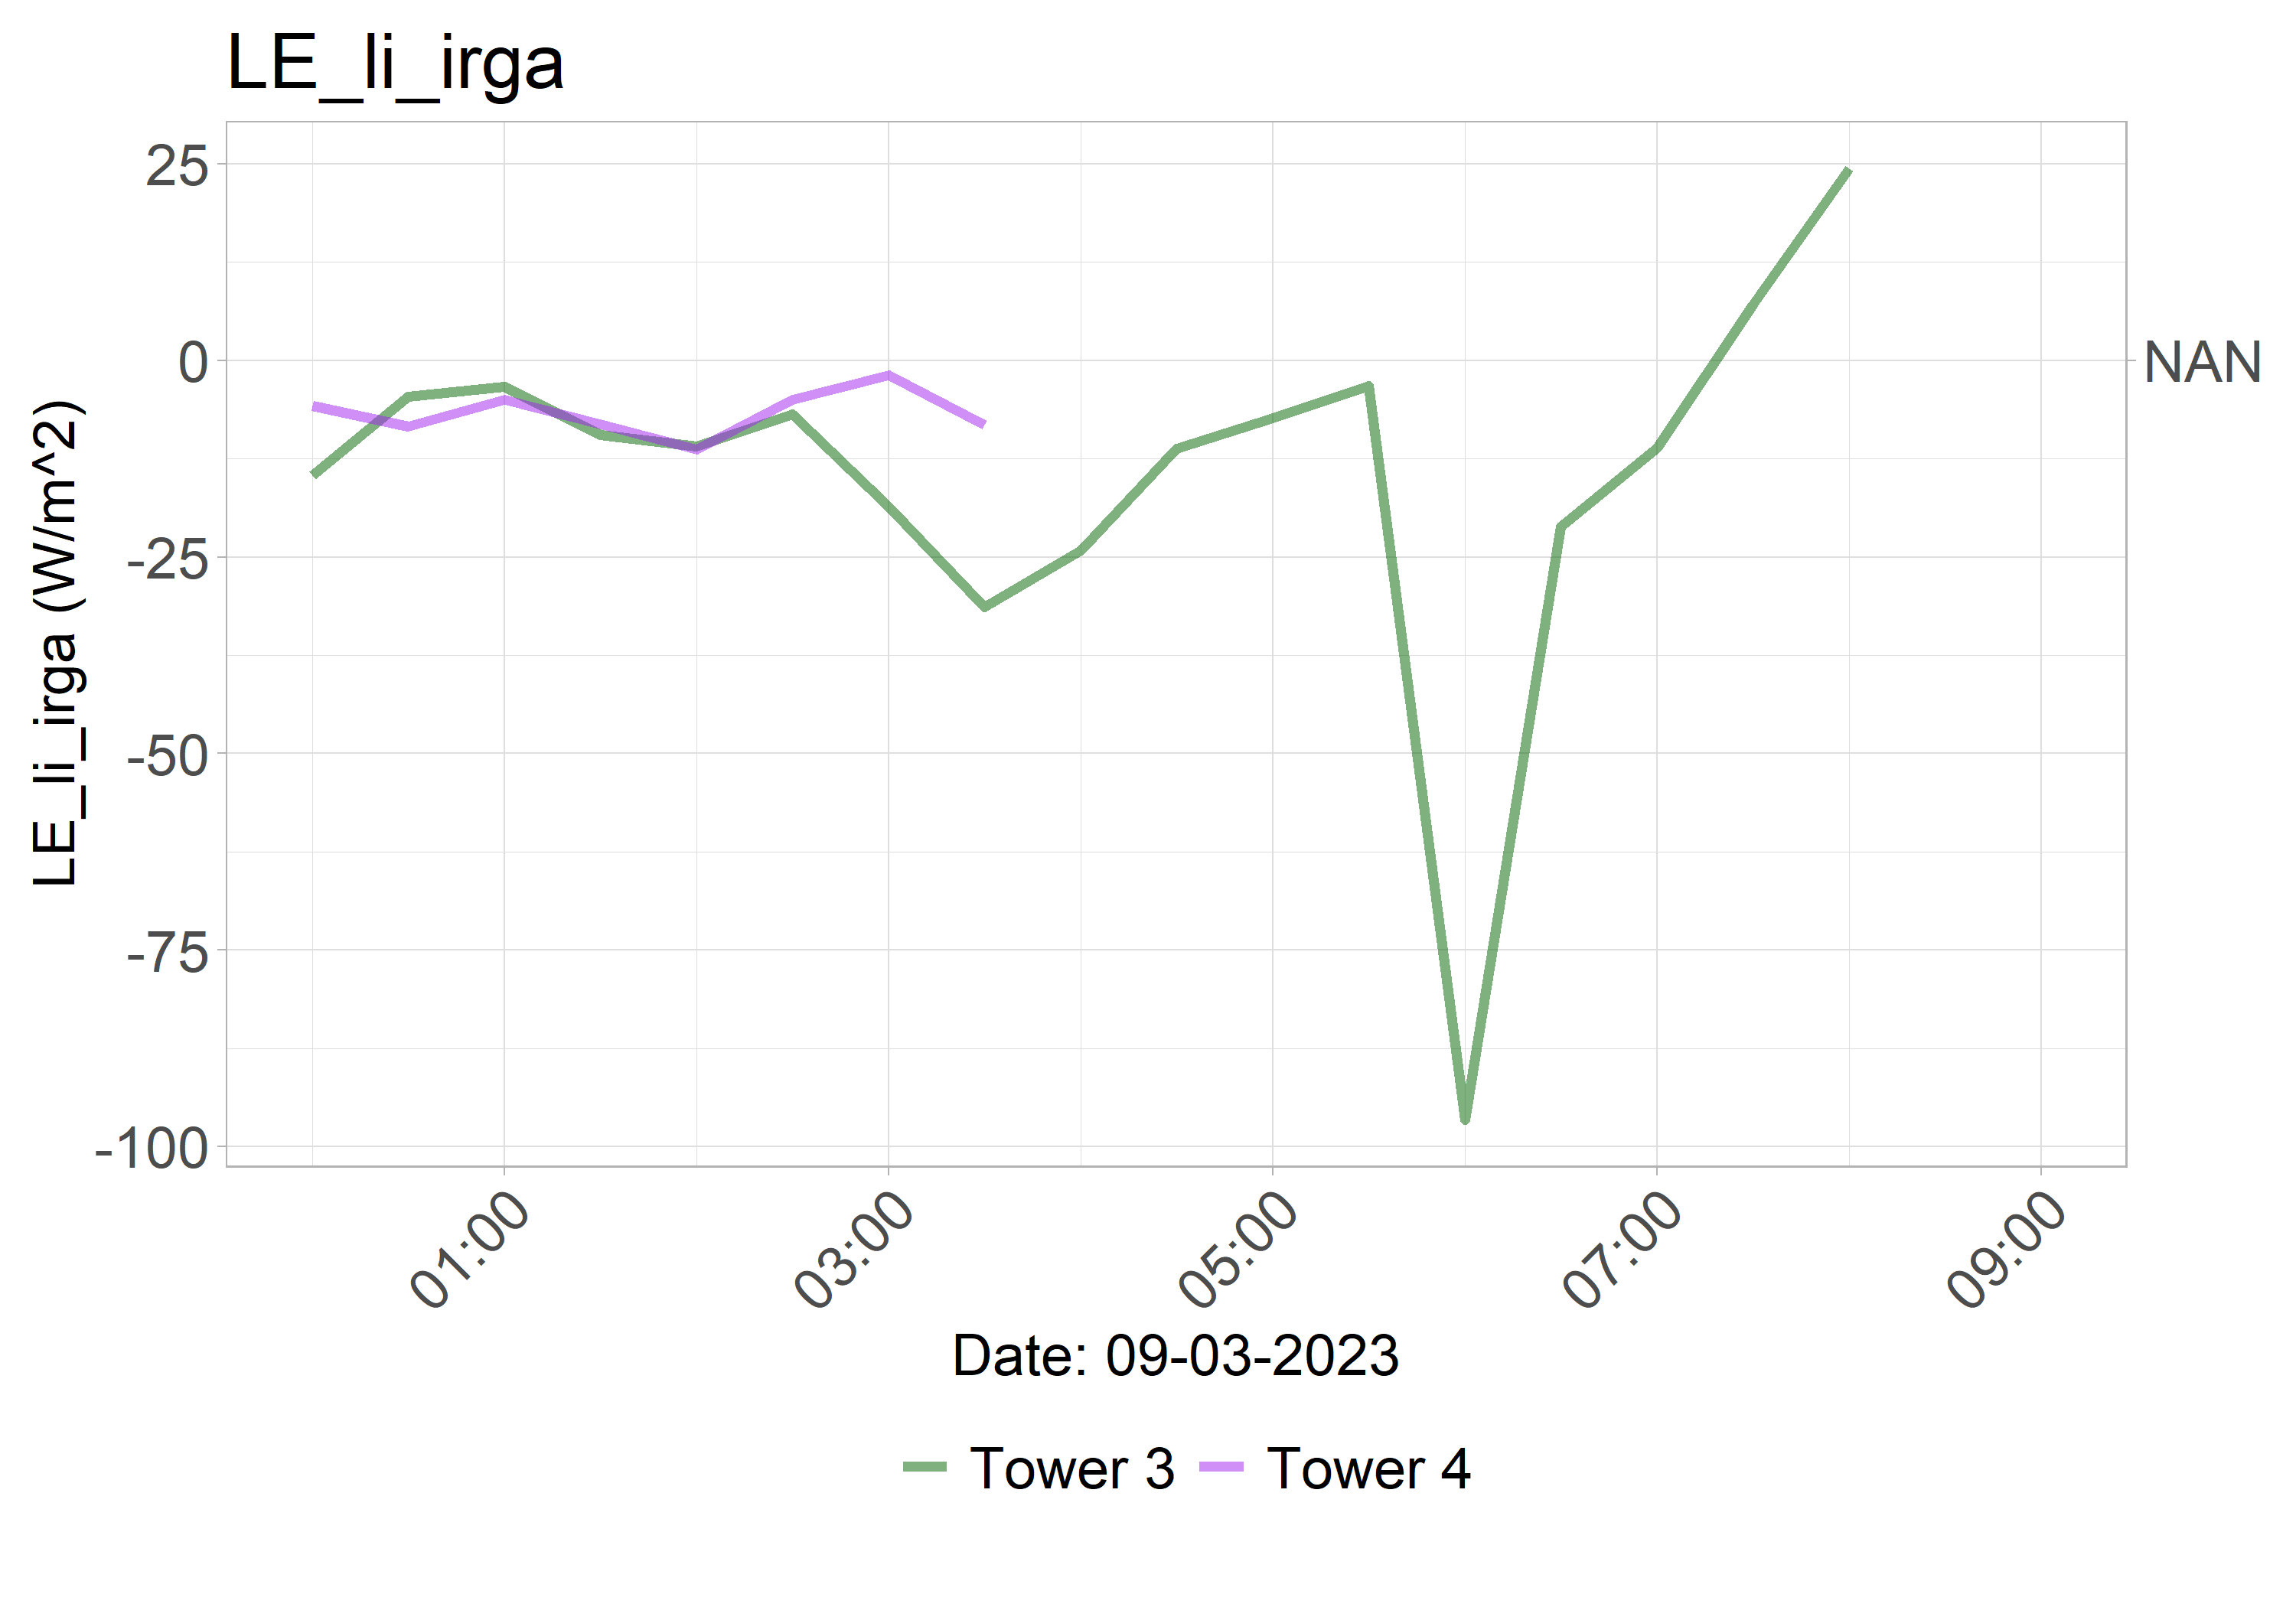 LE_li_irga
LE_li_irga (W/m^2)
25
0
-25
-50
-75
-100
NAN
01:00
03:00
05:00
07:00
09:00
Date: 09-03-2023
Tower 3
Tower 4